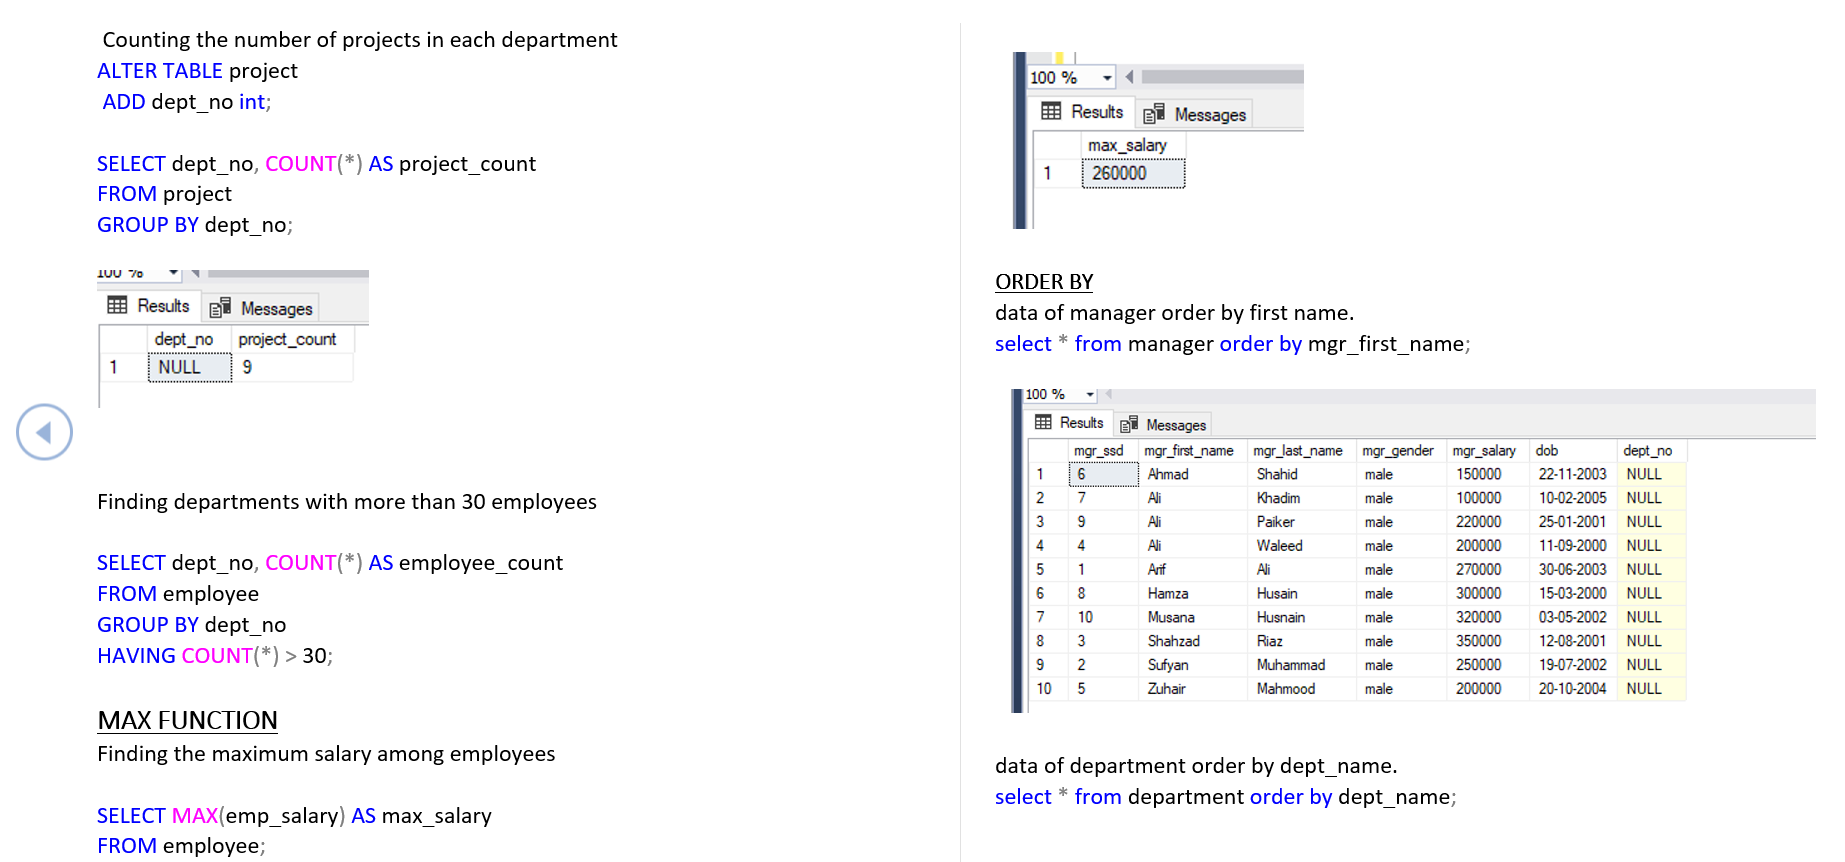 Counting the number of projects in each department
ALTER TABLE project
ADD dept_no int;
SELECT dept_no, COUNT(*) AS project_count
FROM project
GROUP BY dept_no;
100 %
Results Messages
dept_no project_count
1 NULL 9
Finding departments with more than 30 employees
SELECT dept_no, COUNT(*) AS employee_count
FROM employee
GROUP BY dept_no
HAVING COUNT(*) > 30;
MAX FUNCTION
Finding the maximum salary among employees
SELECT MAX(emp_salary) AS max_salary
FROM employee;
100 %
Results Messages
max_salary
1 260000
ORDER BY
data of manager order by first name.
select * from manager order by mgr_first_name;
100 %
Results Messages
mgr_ssd mgr_first_name mgr_last_name mgr_gender mgr_salary dob dept_no
1 6 Ahmad Shahid male 150000 22-11-2003 NULL
2 7 Ali Khadim male 100000 10-02-2005 NULL
3 9 Ali Paiker male 220000 25-01-2001 NULL
4 4 Ali Waleed male 200000 11-09-2000 NULL
5 1 Arif Ali male 270000 30-06-2003 NULL
6 8 Hamza Husain male 300000 15-03-2000 NULL
7 10 Musana Husnain male 320000 03-05-2002 NULL
8 3 Shahzad Riaz male 350000 12-08-2001 NULL
9 2 Sufyan Muhammad male 250000 19-07-2002 NULL
10 5 Zuhair Mahmood male 200000 20-10-2004 NULL
data of department order by dept_name.
select * from department order by dept_name;